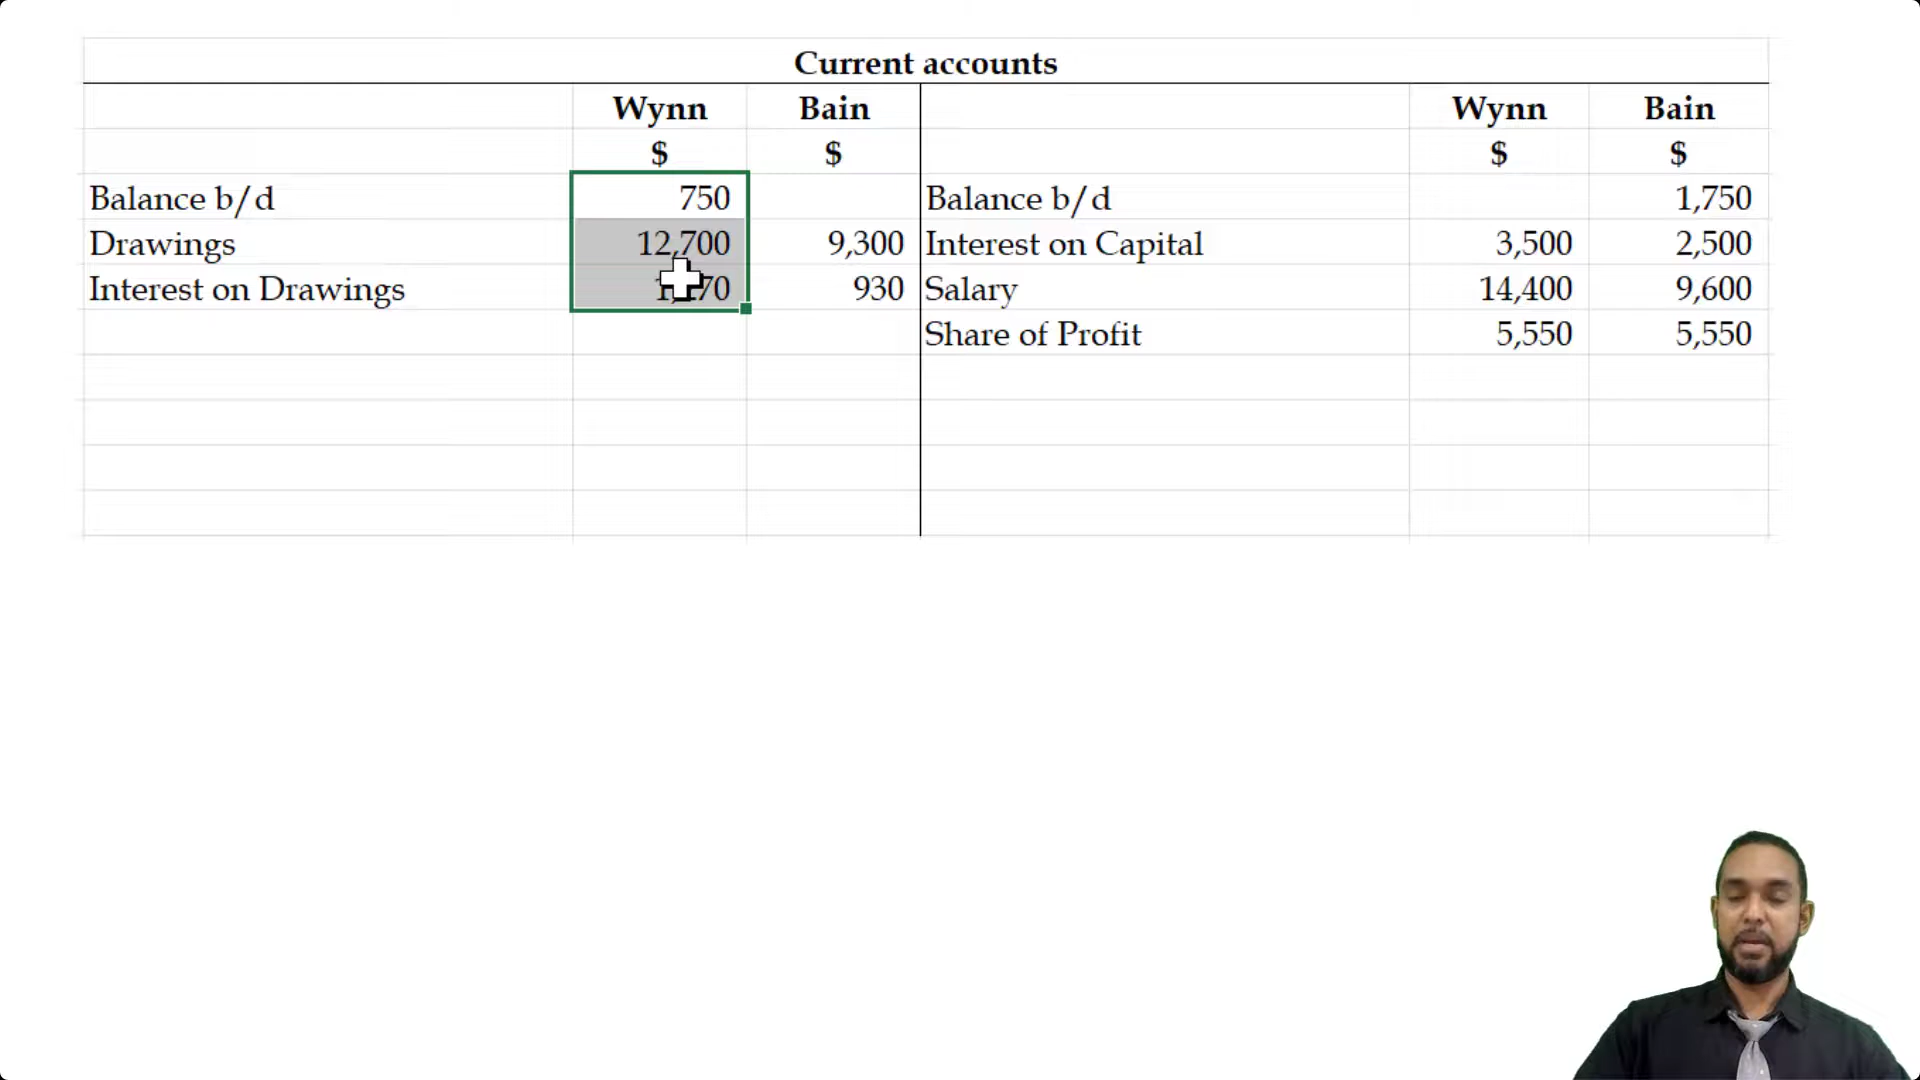 Current accounts
Wynn Bain Wynn Bain
$ $ $ $
Balance b/d 750 Balance b/d 1,750
Drawings 12,700 9,300 Interest on Capital 3,500 2,500
Interest on Drawings 930 Salary 14,400 9,600
Share of Profit 5,550 5,550